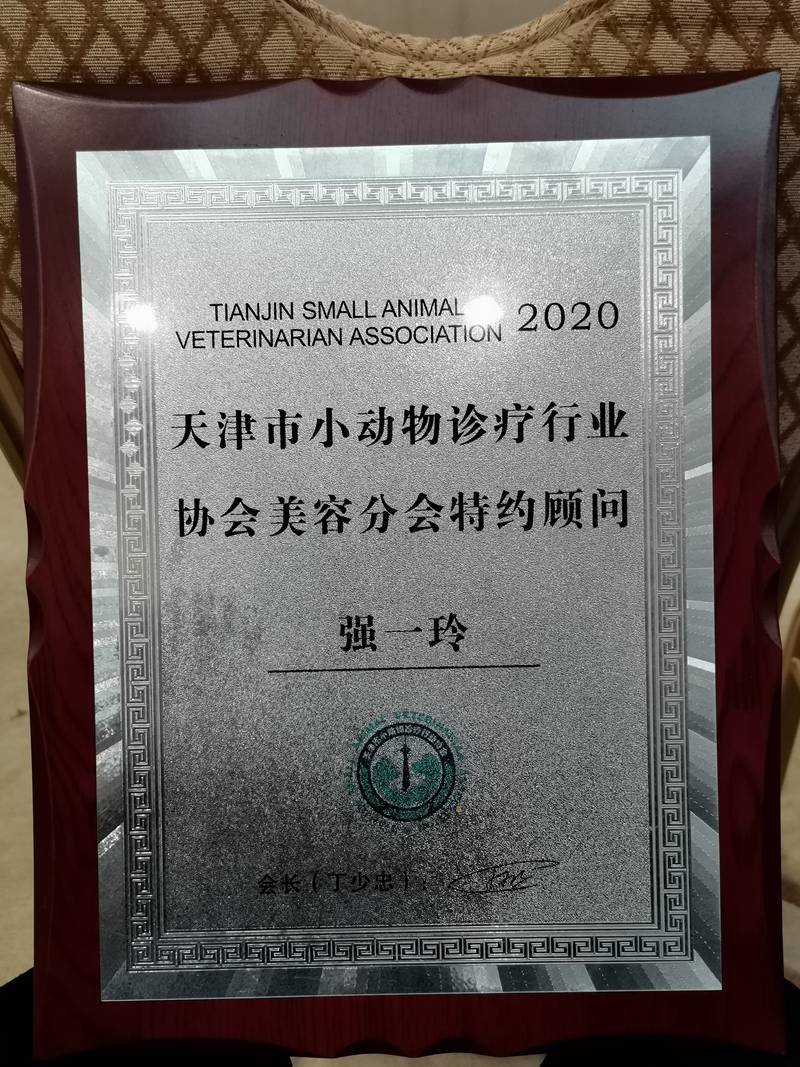 TIANJIN SMALL ANIMAL
VETERINARIAN ASSOCIATION 2020
天津市小动物诊疗行业
协会美容分会特约顾问
强一玲
会长（丁少忠）：